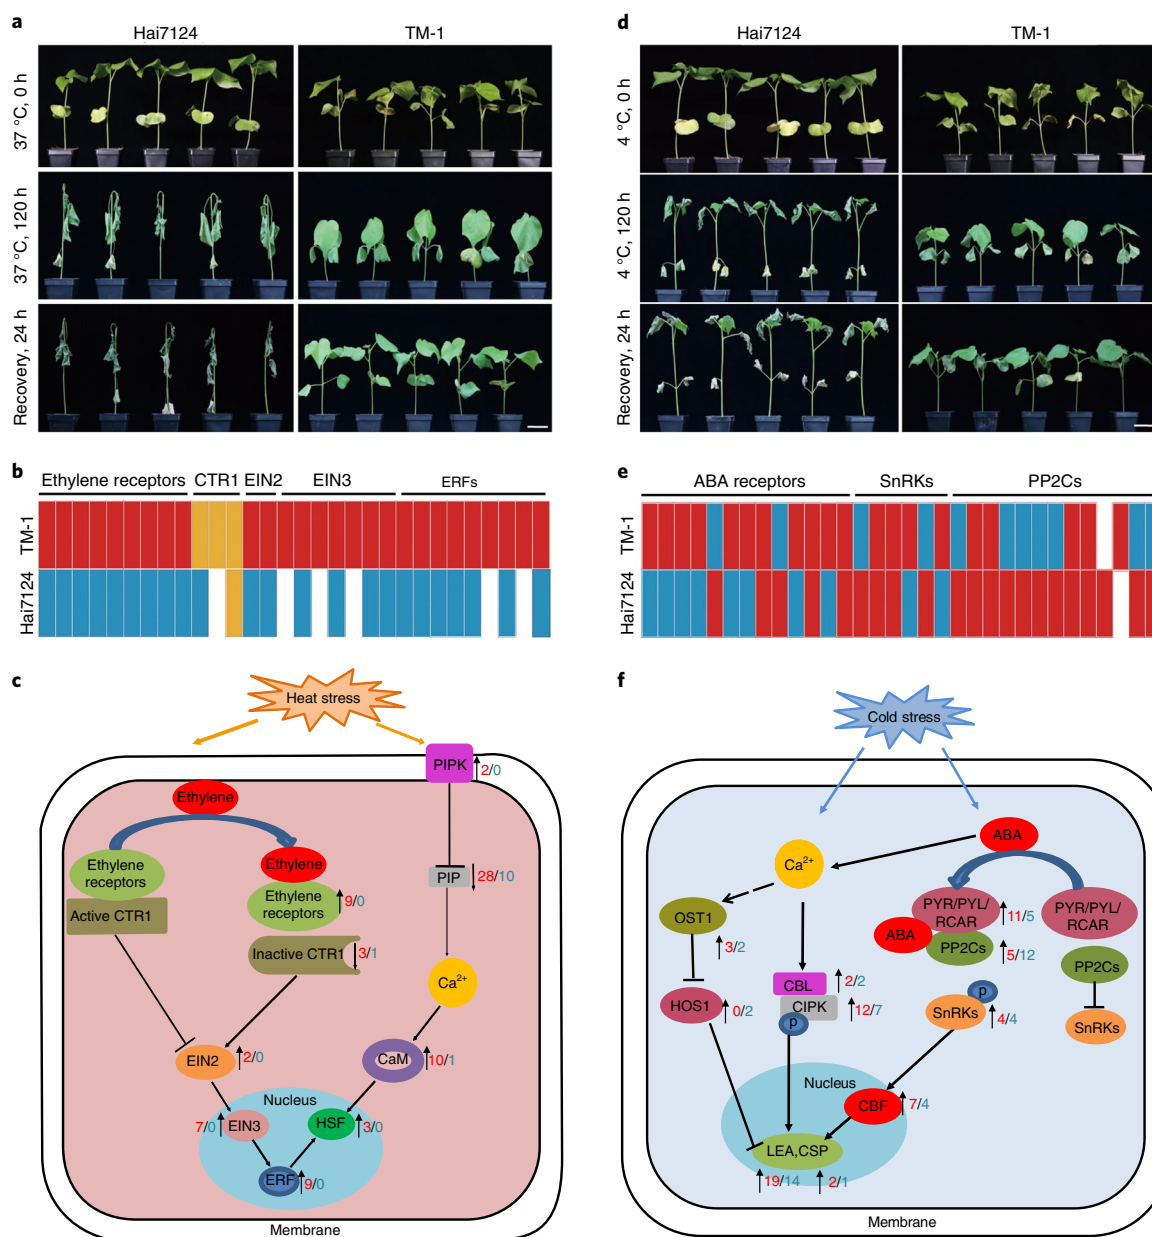 a
Hai7124
TM-1
37 °C, 0 h
37 °C, 120 h
Recovery, 24 h
b
Ethylene receptors
CTR1
EIN2
EIN3
ERFs
TM-1
Hai7124
c
Heat stress
PIPK
2/0
Ethylene
Ethylene
receptors
Active CTR1
Ethylene
Ethylene
receptors
9/0
Inactive CTR1
3/1
PIP
28/10
Ca²⁺
EIN2
2/0
CaM
10/1
Nucleus
7/0
EIN3
HSF
3/0
ERF
9/0
Membrane
d
Hai7124
TM-1
4 °C, 0 h
4 °C, 120 h
Recovery, 24 h
e
ABA receptors
SnRKs
PP2Cs
TM-1
Hai7124
f
Cold stress
Ca²⁺
ABA
OST1
3/2
PYR/PYL/
RCAR
11/5
ABA
PP2Cs
5/12
PYR/PYL/
RCAR
PP2Cs
SnRKs
HOS1
0/2
CBL
2/2
CIPK
12/7
p
p
SnRKs
4/4
Nucleus
CBF
7/4
LEA,CSP
19/14
2/1
Membrane